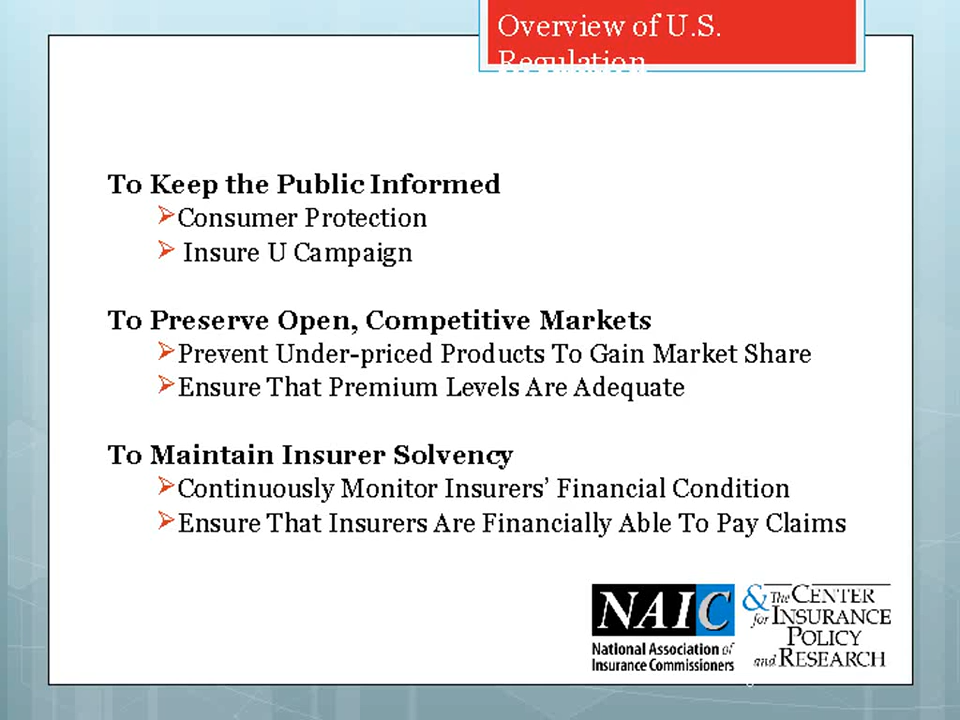 Overview of U.S.
Regulation
To Keep the Public Informed
Consumer Protection
Insure U Campaign
To Preserve Open, Competitive Markets
Prevent Under-priced Products To Gain Market Share
Ensure That Premium Levels Are Adequate
To Maintain Insurer Solvency
Continuously Monitor Insurers’ Financial Condition
Ensure That Insurers Are Financially Able To Pay Claims
NAIC
National Association of
Insurance Commissioners
& The CENTER
for INSURANCE
POLICY
and RESEARCH